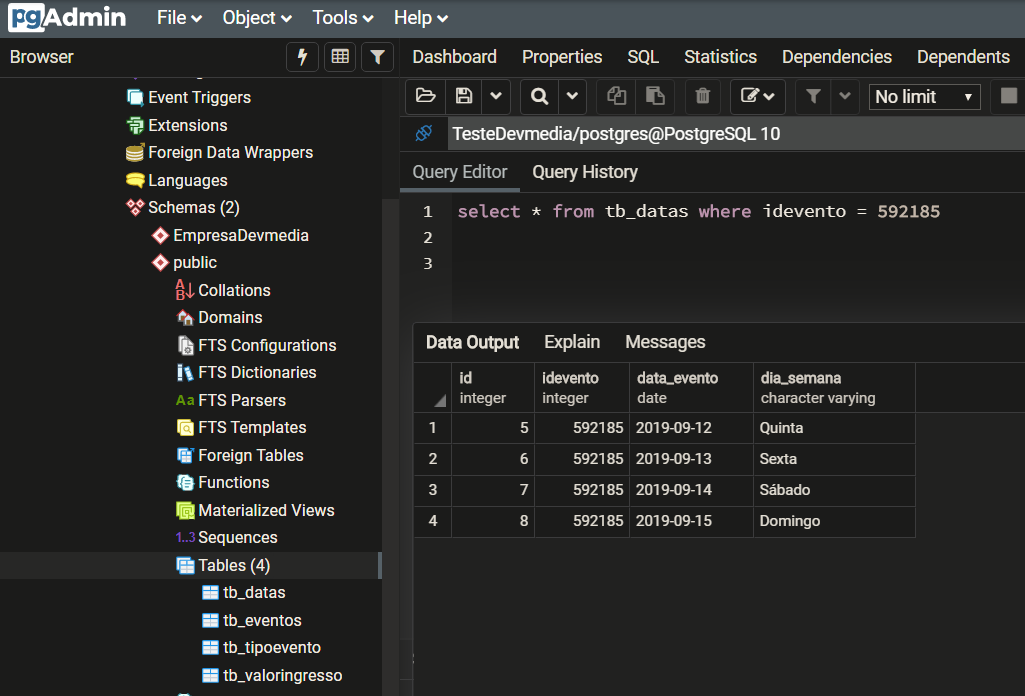 pgAdmin File Object Tools Help
Browser
Dashboard Properties SQL Statistics Dependencies Dependents
Event Triggers
Extensions
Foreign Data Wrappers
Languages
Schemas (2)
EmpresaDevmedia
public
Collations
Domains
FTS Configurations
FTS Dictionaries
Aa FTS Parsers
FTS Templates
Foreign Tables
Functions
Materialized Views
1..3 Sequences
Tables (4)
tb_datas
tb_eventos
tb_tipoevento
tb_valoringresso
No limit
TesteDevmedia/postgres@PostgreSQL 10
Query Editor Query History
1 select * from tb_datas where idevento = 592185
2
3
Data Output Explain Messages
id idevento data_evento dia_semana
integer integer date character varying
1 5 592185 2019-09-12 Quinta
2 6 592185 2019-09-13 Sexta
3 7 592185 2019-09-14 Sábado
4 8 592185 2019-09-15 Domingo